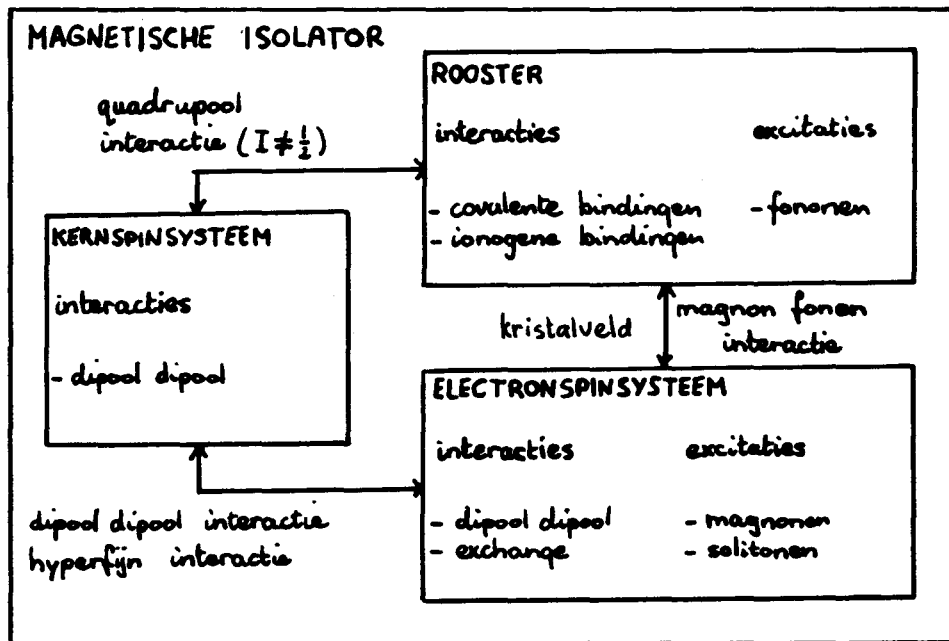 MAGNETISCHE ISOLATOR
quadrupool
interactie (I≠½)
ROOSTER
interacties excitaties
- covalente bindingen - fononen
- ionogene bindingen
KERNSPINSYSTEEM
interacties
- dipool dipool
kristalveld
magnon fonon
interactie
ELECTRONSPINSYSTEEM
interacties excitaties
- dipool dipool - magnonen
- exchange - solitonen
dipool dipool interactie
hyperfijn interactie